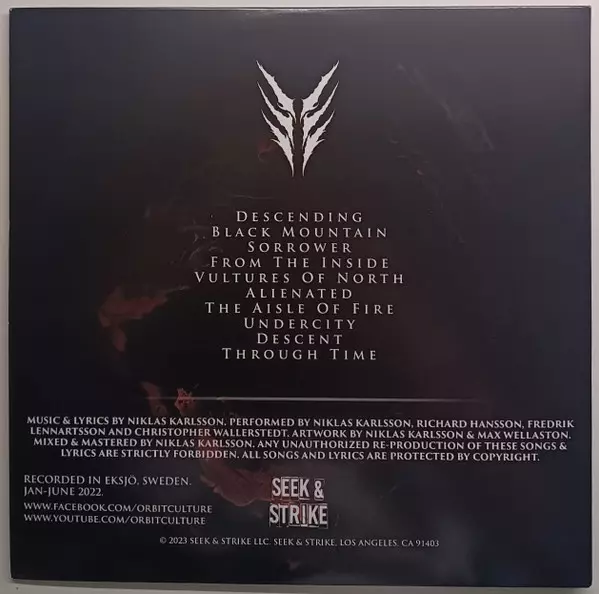 DESCENDING
BLACK MOUNTAIN
SORROWER
FROM THE INSIDE
VULTURES OF NORTH
ALIENATED
THE AISLE OF FIRE
UNDERCITY
DESCENT
THROUGH TIME
MUSIC & LYRICS BY NIKLAS KARLSSON. PERFORMED BY NIKLAS KARLSSON, RICHARD HANSSON, FREDRIK
LENNARTSSON AND CHRISTOPHER WALLERSTEDT. ARTWORK BY NIKLAS KARLSSON & MAX WELLASTON.
MIXED & MASTERED BY NIKLAS KARLSSON. ANY UNAUTHORIZED RE-PRODUCTION OF THESE SONGS &
LYRICS ARE STRICTLY FORBIDDEN. ALL SONGS AND LYRICS ARE PROTECTED BY COPYRIGHT.
RECORDED IN EKSJÖ, SWEDEN.
JAN-JUNE 2022.
WWW.FACEBOOK.COM/ORBITCULTURE
WWW.YOUTUBE.COM/ORBITCULTURE
SEEK &
STRIKE
© 2023 SEEK & STRIKE LLC. SEEK & STRIKE, LOS ANGELES, CA 91403